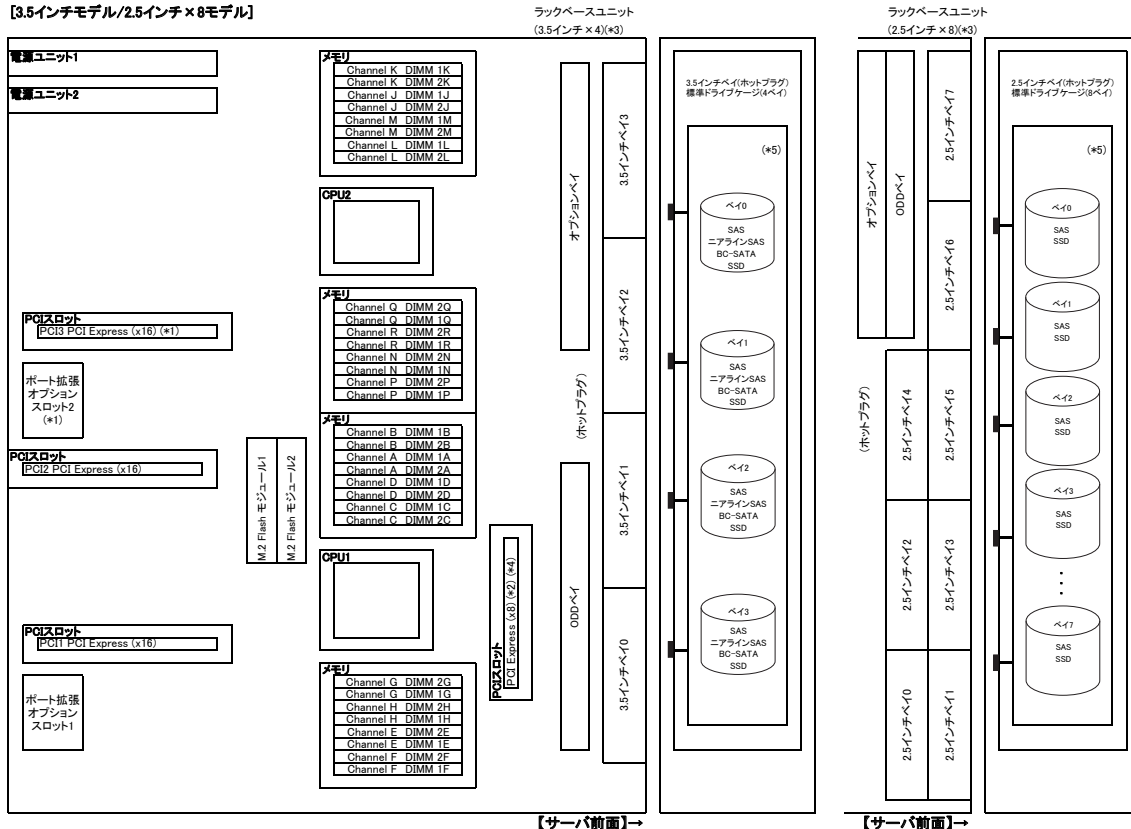 [3.5インチモデル/2.5インチ×8モデル]
電源ユニット1
電源ユニット2
PCIスロット
PCI3 PCI Express (x16) (*1)
ポート拡張
オプション
スロット2
(*1)
PCIスロット
PCI2 PCI Express (x16)
PCIスロット
PCI1 PCI Express (x16)
ポート拡張
オプション
スロット1
M.2 Flash モジュール1
M.2 Flash モジュール2
メモリ
Channel K DIMM 1K
Channel K DIMM 2K
Channel J DIMM 1J
Channel J DIMM 2J
Channel M DIMM 1M
Channel M DIMM 2M
Channel L DIMM 1L
Channel L DIMM 2L
CPU2
メモリ
Channel Q DIMM 2Q
Channel Q DIMM 1Q
Channel R DIMM 2R
Channel R DIMM 1R
Channel N DIMM 2N
Channel N DIMM 1N
Channel P DIMM 2P
Channel P DIMM 1P
メモリ
Channel B DIMM 1B
Channel B DIMM 2B
Channel A DIMM 1A
Channel A DIMM 2A
Channel D DIMM 1D
Channel D DIMM 2D
Channel C DIMM 1C
Channel C DIMM 2C
CPU1
メモリ
Channel G DIMM 2G
Channel G DIMM 1G
Channel H DIMM 2H
Channel H DIMM 1H
Channel E DIMM 2E
Channel E DIMM 1E
Channel F DIMM 2F
Channel F DIMM 1F
PCIスロット
PCI Express (x8) (*2) (*4)
ラックベースユニット
(3.5インチ×4)(*3)
オプションベイ
(ホットプラグ)
ODDベイ
3.5インチベイ3
3.5インチベイ2
3.5インチベイ1
3.5インチベイ0
【サーバ前面】→
3.5インチベイ(ホットプラグ)
標準ドライブケージ(4ベイ)
(*5)
ベイ0
SAS
ニアラインSAS
BC-SATA
SSD
ベイ1
SAS
ニアラインSAS
BC-SATA
SSD
ベイ2
SAS
ニアラインSAS
BC-SATA
SSD
ベイ3
SAS
ニアラインSAS
BC-SATA
SSD
ラックベースユニット
(2.5インチ×8)(*3)
オプションベイ
ODDベイ
(ホットプラグ)
2.5インチベイ7
2.5インチベイ6
2.5インチベイ4
2.5インチベイ5
2.5インチベイ2
2.5インチベイ3
2.5インチベイ0
2.5インチベイ1
【サーバ前面】→
2.5インチベイ(ホットプラグ)
標準ドライブケージ(8ベイ)
(*5)
ベイ0
SAS
SSD
ベイ1
SAS
SSD
ベイ2
SAS
SSD
ベイ3
SAS
SSD
⋮
ベイ7
SAS
SSD